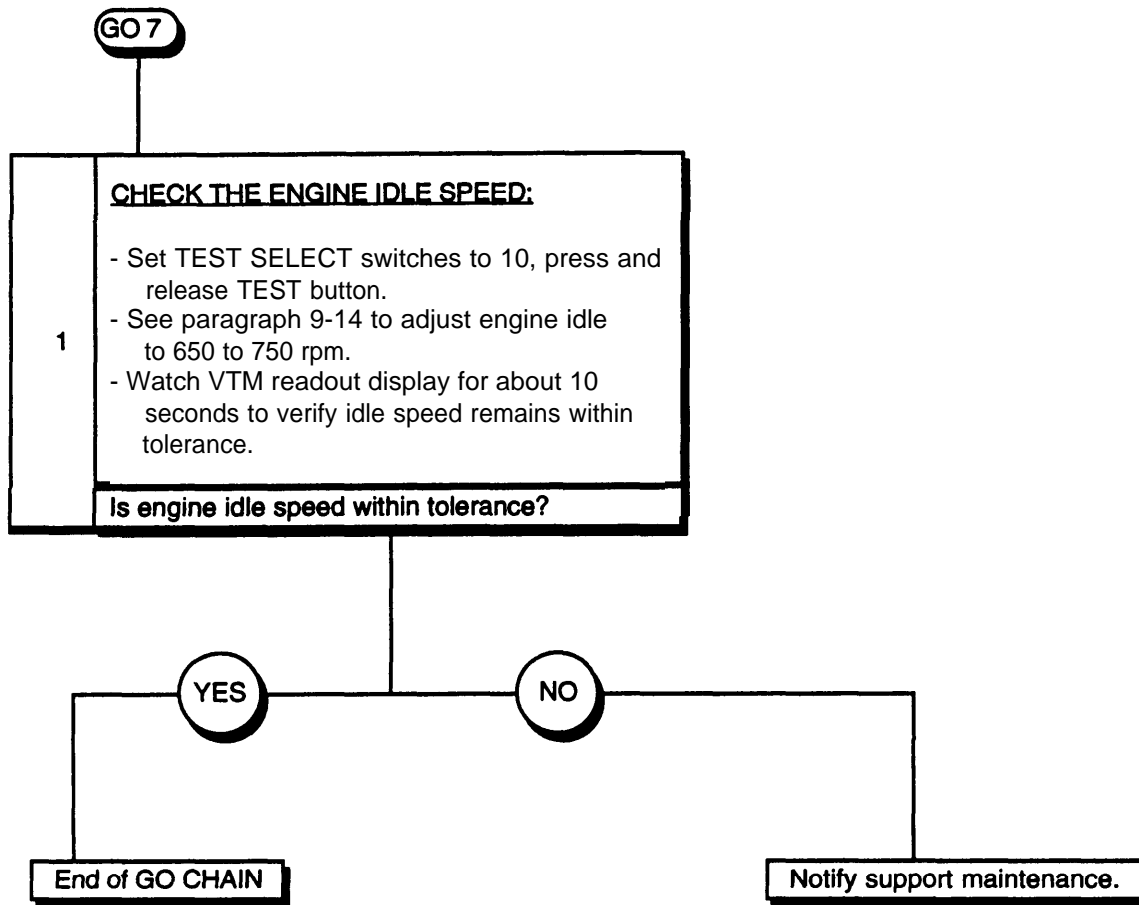 GO 7
CHECK THE ENGINE IDLE SPEED:
- Set TEST SELECT switches to 10, press and
release TEST button.
- See paragraph 9-14 to adjust engine idle
to 650 to 750 rpm.
1
- Watch VTM readout display for about 10
seconds to verify idle speed remains within
tolerance.
Is engine idle speed within tolerance?
YES
NO
End of GO CHAIN
Notify support maintenance.